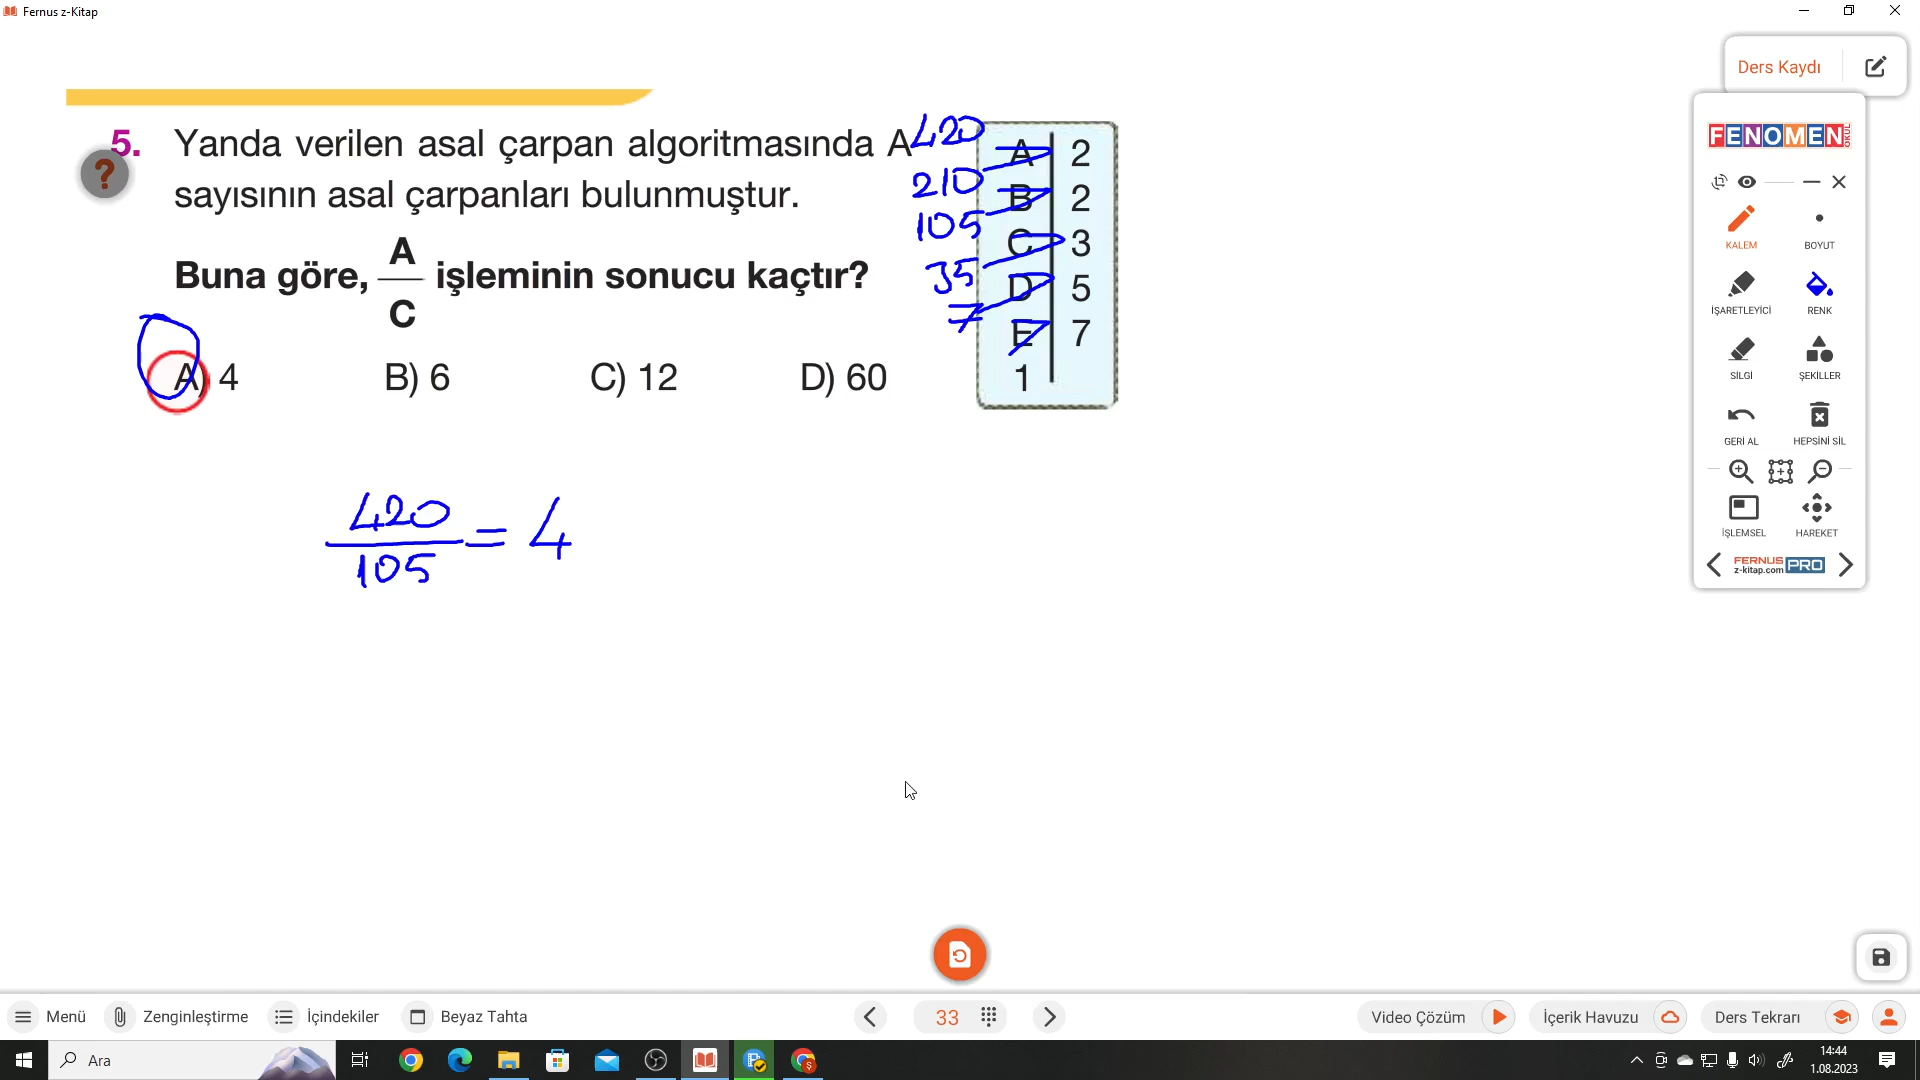 Fernus z-Kitap
Ders Kaydı
5. Yanda verilen asal çarpan algoritmasında A
sayısının asal çarpanları bulunmuştur.
?
Buna göre, A/C işleminin sonucu kaçtır?
A) 4 B) 6 C) 12 D) 60
420 A 2
210 B 2
105 C 3
35 D 5
7 E 7
1
420/105 = 4
FENOMEN OKUL
KALEM BOYUT
İŞARETLEYİCİ RENK
SİLGİ ŞEKİLLER
GERİ AL HEPSİNİ SİL
İŞLEMSEL HAREKET
FERNUS
z-kitap.com PRO
Menü Zenginleştirme İçindekiler Beyaz Tahta 33 Video Çözüm İçerik Havuzu Ders Tekrarı
Ara
14:44
1.08.2023